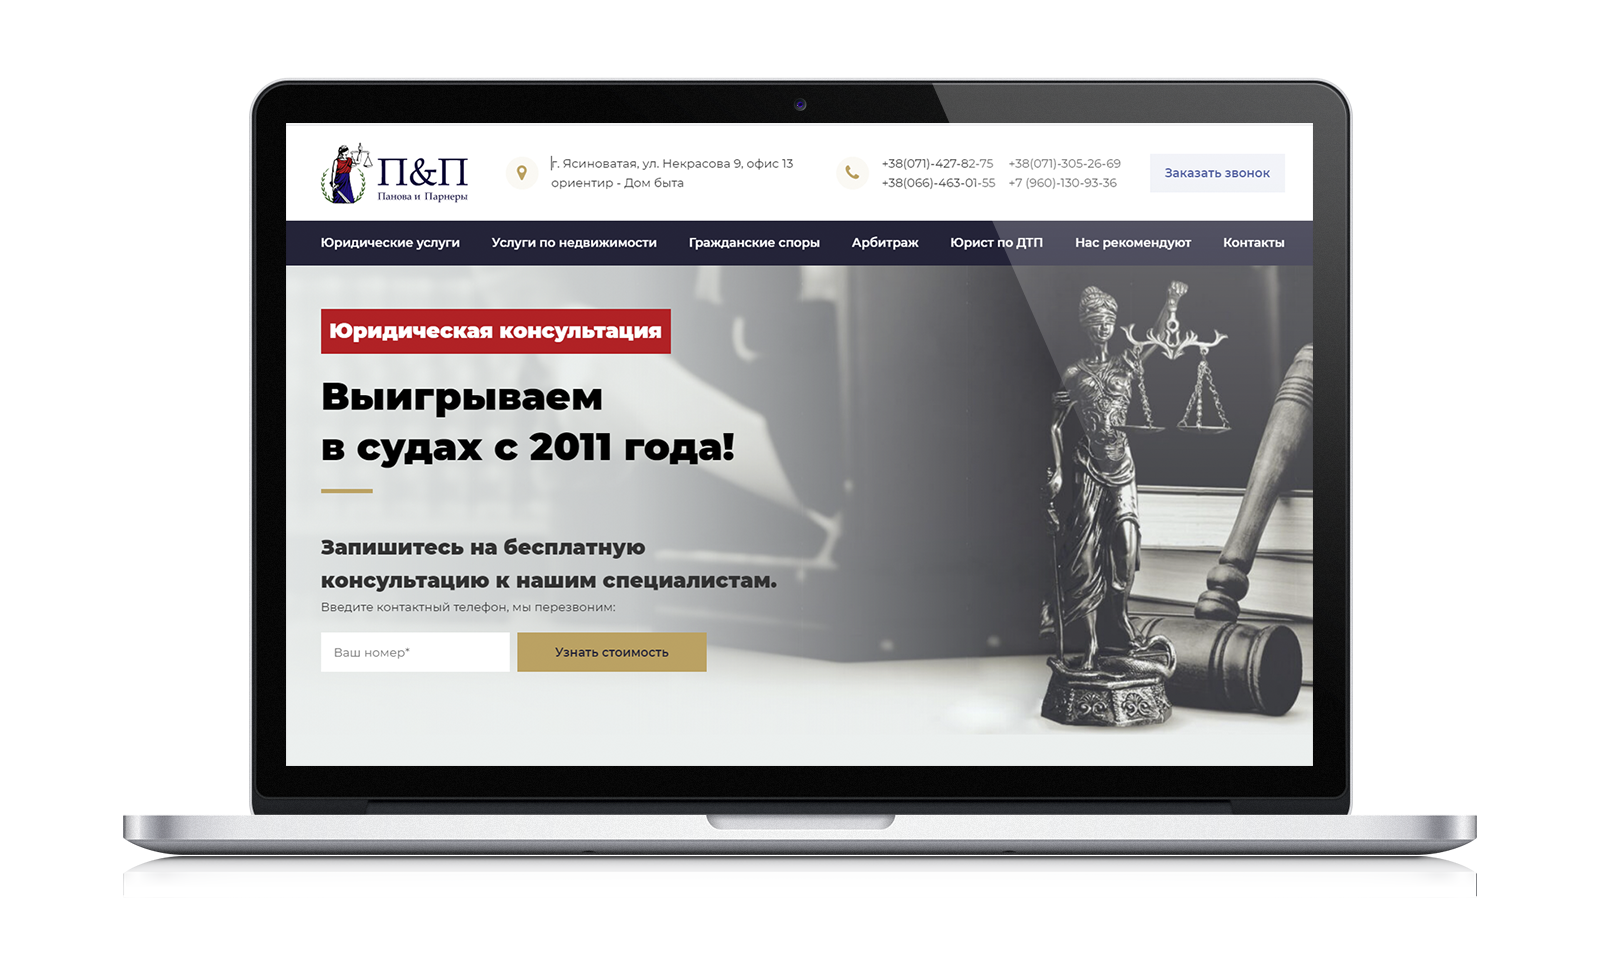 П&П
Панова и Парнеры
г. Ясиноватая, ул. Некрасова 9, офис 13
ориентир - Дом быта
+38(071)-427-82-75 +38(071)-305-26-69
+38(066)-463-01-55 +7 (960)-130-93-36
Заказать звонок
Юридические услуги Услуги по недвижимости Гражданские споры Арбитраж Юрист по ДТП Нас рекомендуют Контакты
Юридическая консультация
Выигрываем
в судах с 2011 года!
Запишитесь на бесплатную
консультацию к нашим специалистам.
Введите контактный телефон, мы перезвоним:
Ваш номер* Узнать стоимость